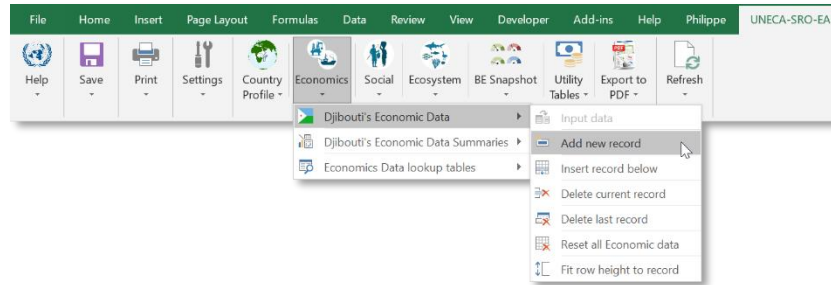 File Home Insert Page Layout Formulas Data Review View Developer Add-ins Help Philippe UNECA-SRO-EA
Help Save Print Settings Country Profile Economics Social Ecosystem BE Snapshot Utility Tables Export to PDF Refresh
Djibouti's Economic Data
Djibouti's Economic Data Summaries
Economics Data lookup tables
Input data
Add new record
Insert record below
Delete current record
Delete last record
Reset all Economic data
Fit row height to record